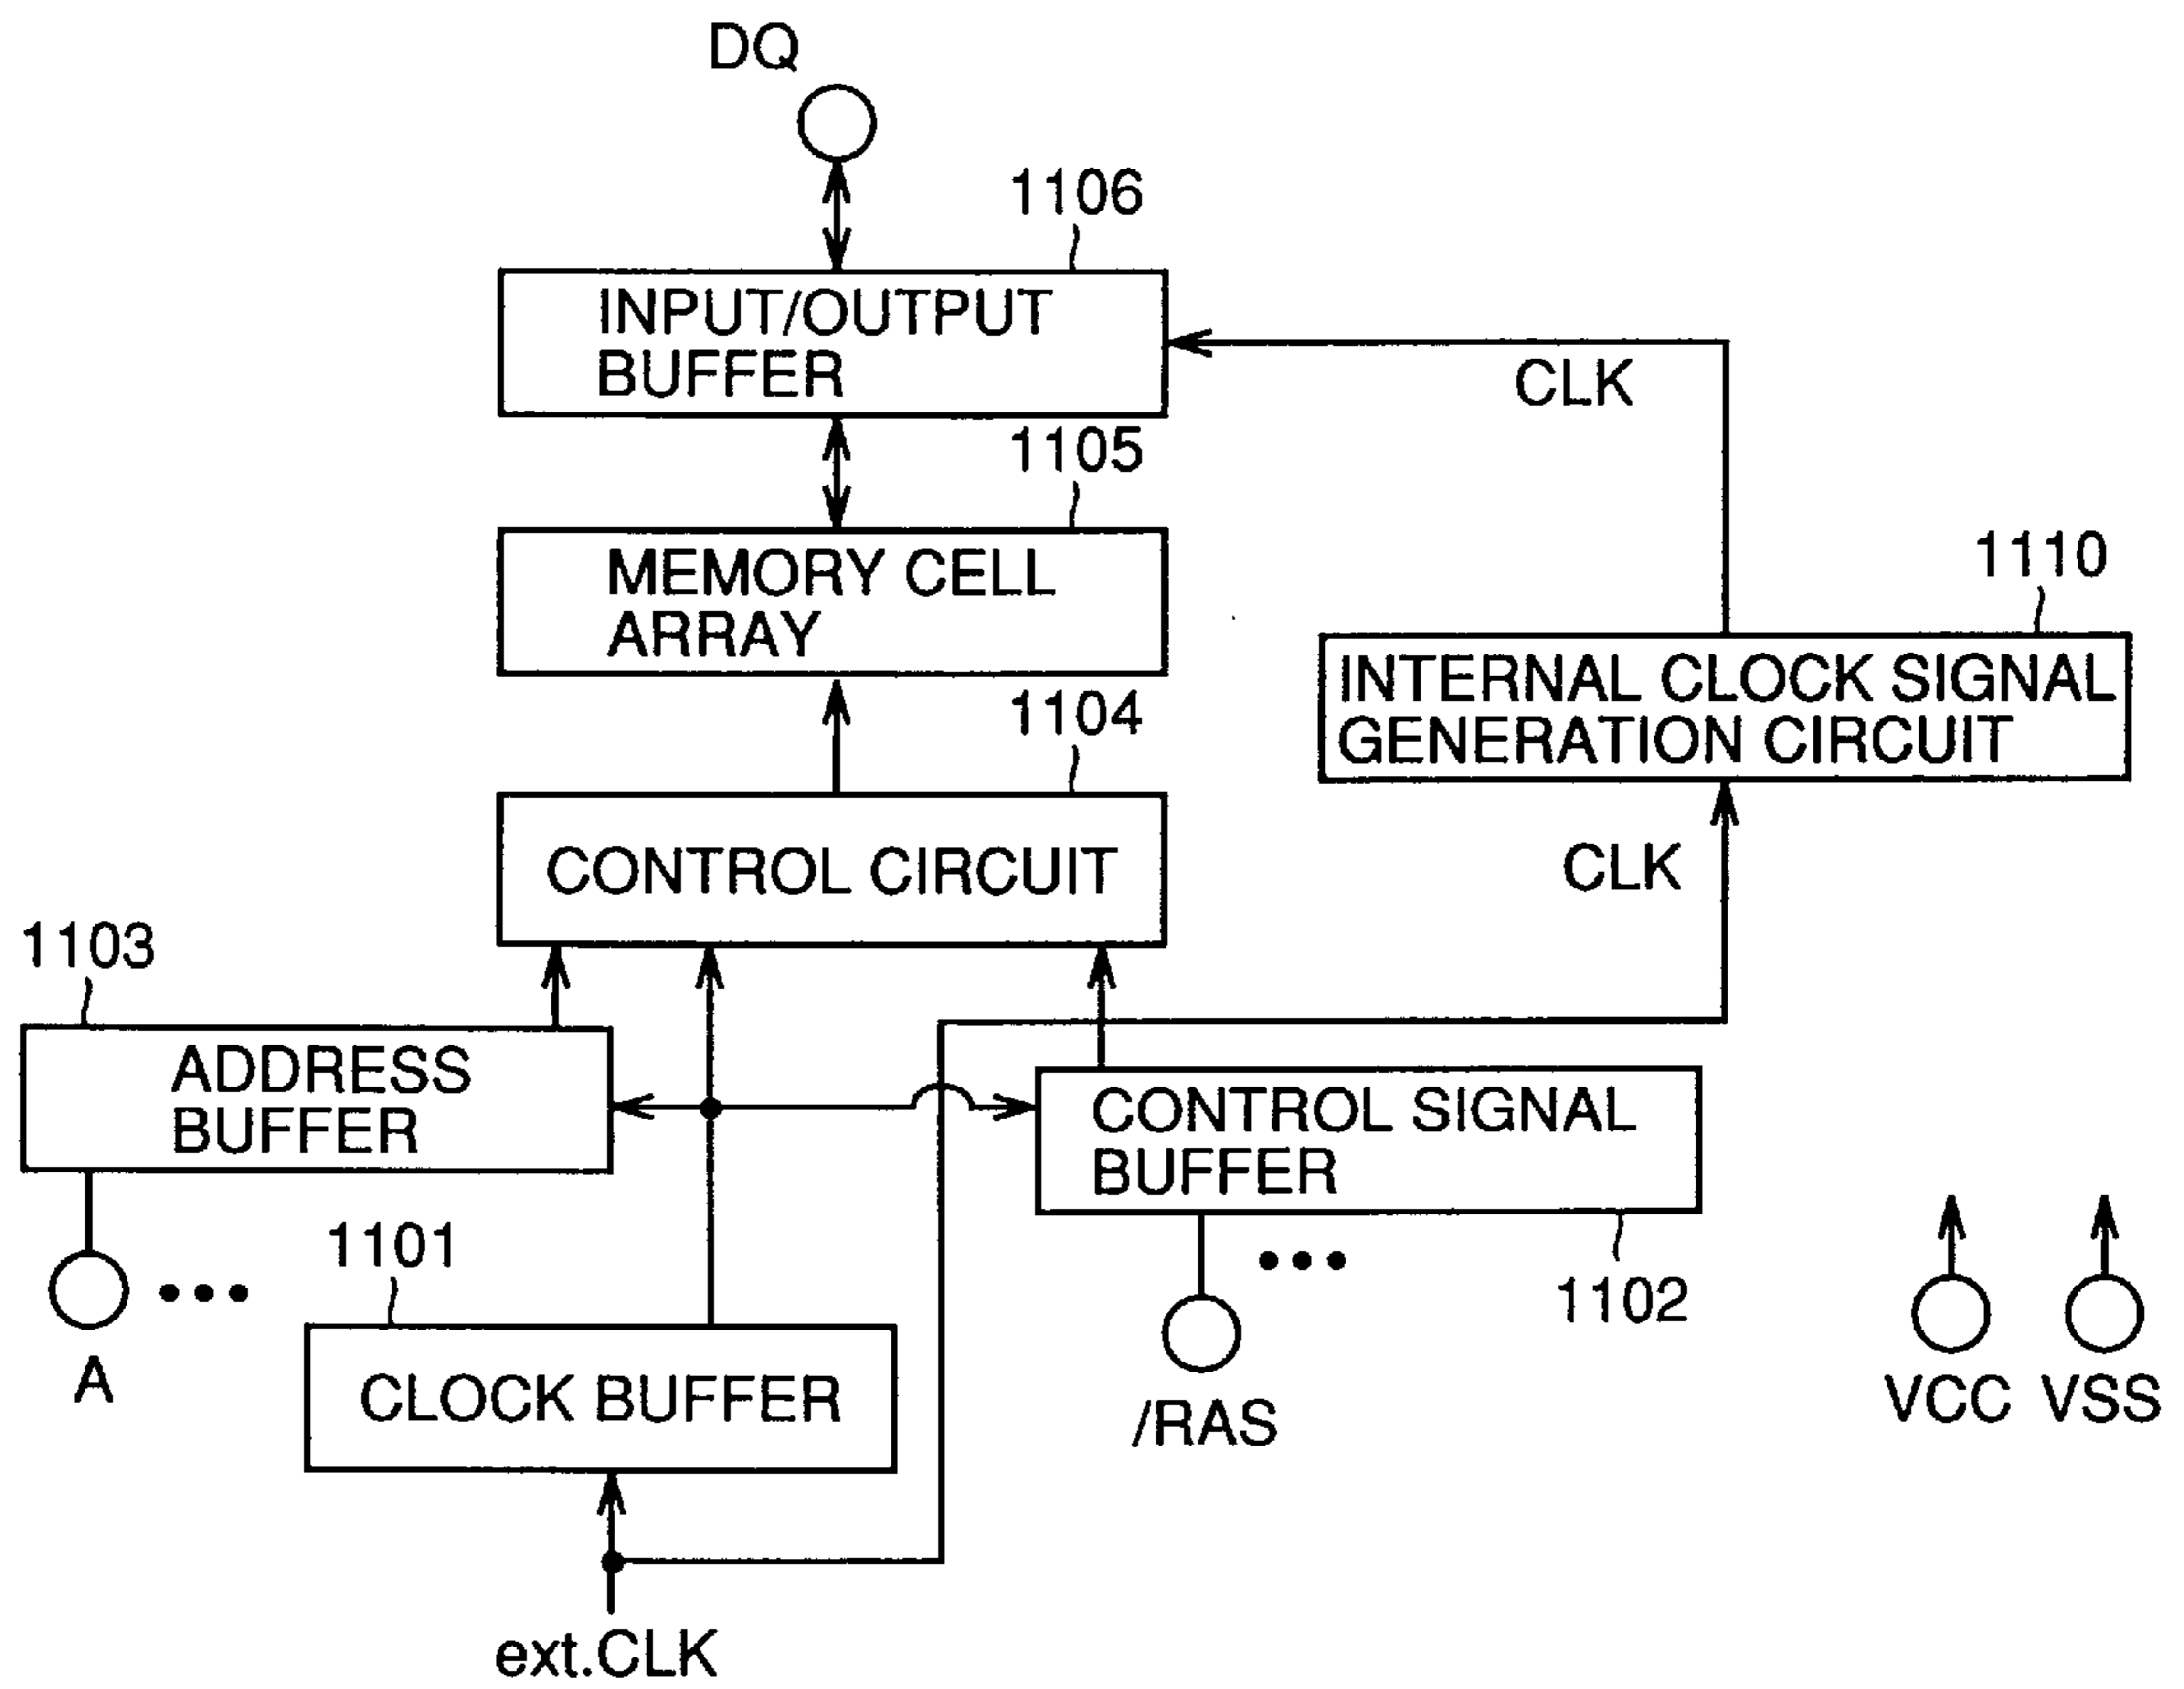 DQ
1106
INPUT/OUTPUT
BUFFER
CLK
1105
MEMORY CELL
ARRAY
1110
INTERNAL CLOCK SIGNAL
GENERATION CIRCUIT
1104
CONTROL CIRCUIT
CLK
1103
ADDRESS
BUFFER
CONTROL SIGNAL
BUFFER
1101
1102
A
CLOCK BUFFER
/RAS
VCC
VSS
ext.CLK